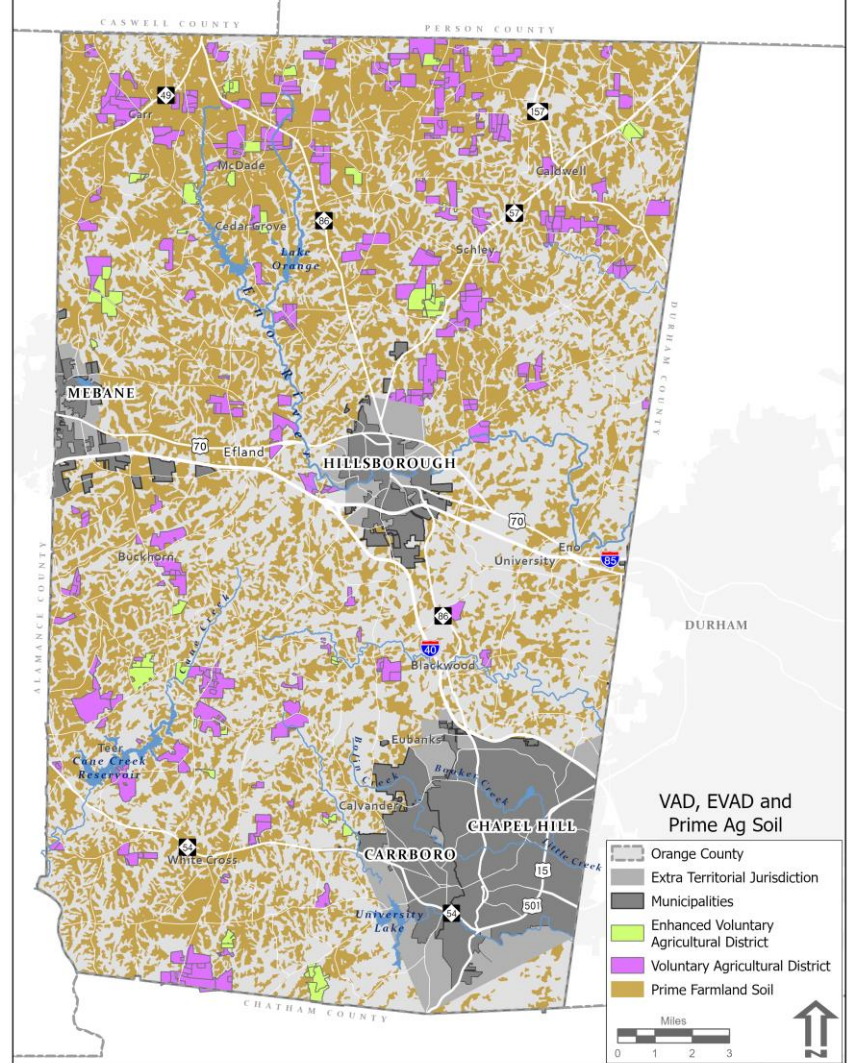 CASWELL COUNTY
PERSON COUNTY
49
Carr
157
McDade
Caldwell
86
57
Cedar Grove
Schley
Lake
Orange
Eno River
DURHAM COUNTY
MEBANE
70
Efland
HILLSBOROUGH
70
Buckhorn
Eno
University
85
ALAMANCE COUNTY
Cane Creek
86
DURHAM
40
Blackwood
Teer
Cane Creek
Reservoir
Eubanks
Bolin Creek
Booker Creek
Calvander
CHAPEL HILL
54
White Cross
CARRBORO
Little Creek
15
University
Lake
54
501
CHATHAM COUNTY
VAD, EVAD and
Prime Ag Soil
Orange County
Extra Territorial Jurisdiction
Municipalities
Enhanced Voluntary
Agricultural District
Voluntary Agricultural District
Prime Farmland Soil
Miles
0 1 2 3
N